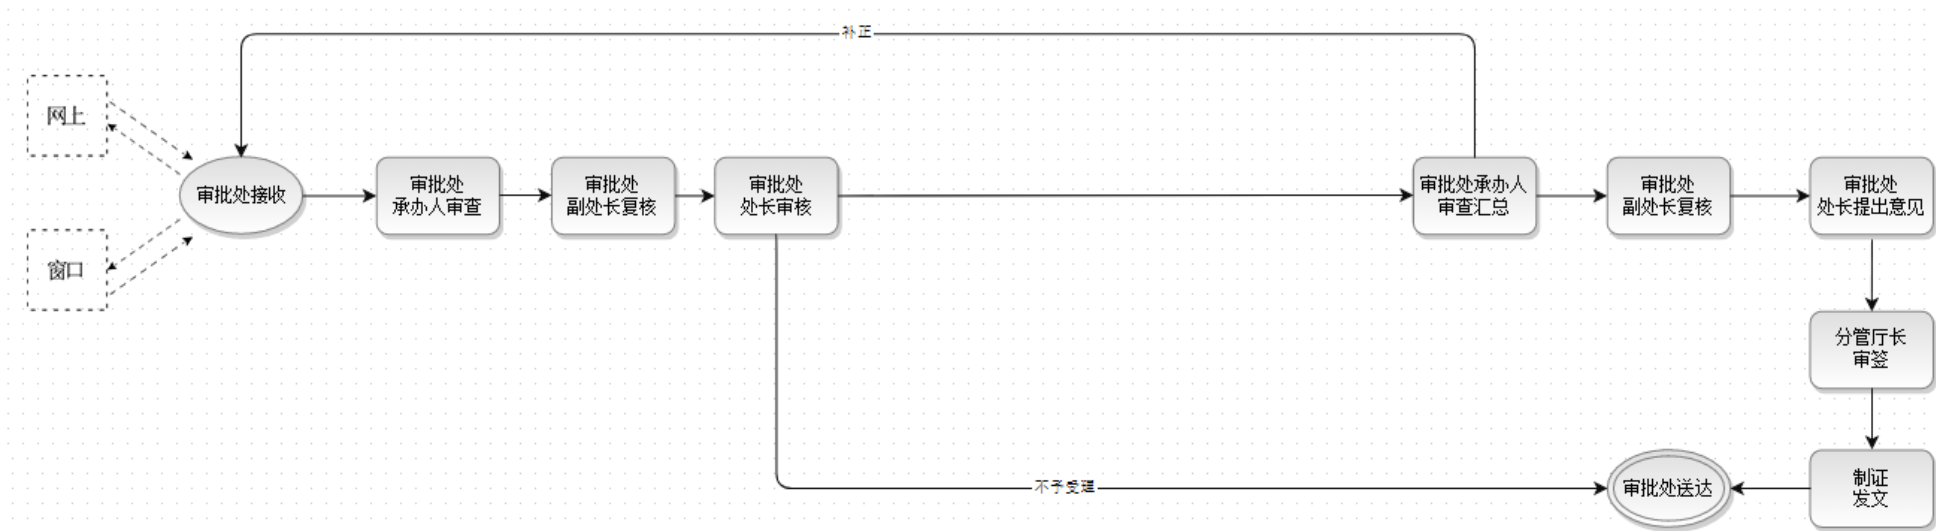 补正
网上
审批处接收
审批处
承办人审查
审批处
副处长复核
审批处
处长审核
审批处承办人
审查汇总
审批处
副处长复核
审批处
处长提出意见
窗口
分管厅长
审签
不予受理
审批处送达
制证
发文